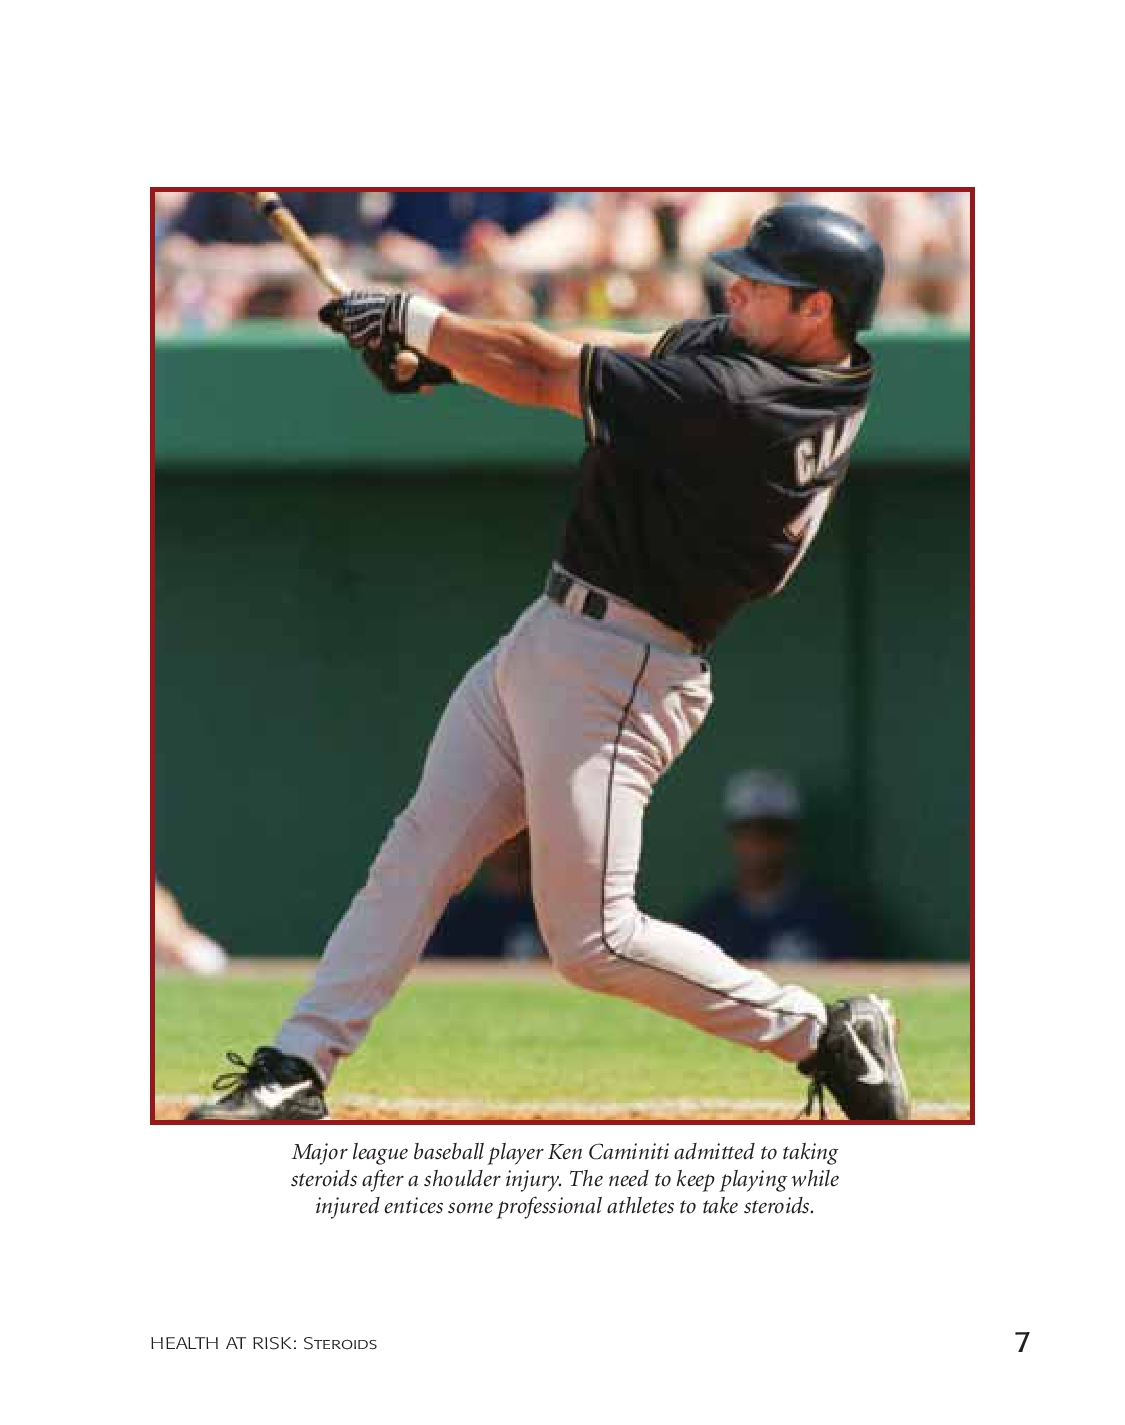 Major league baseball player Ken Caminiti admitted to taking
steroids after a shoulder injury. The need to keep playing while
injured entices some professional athletes to take steroids.
HEALTH AT RISK: STEROIDS
7